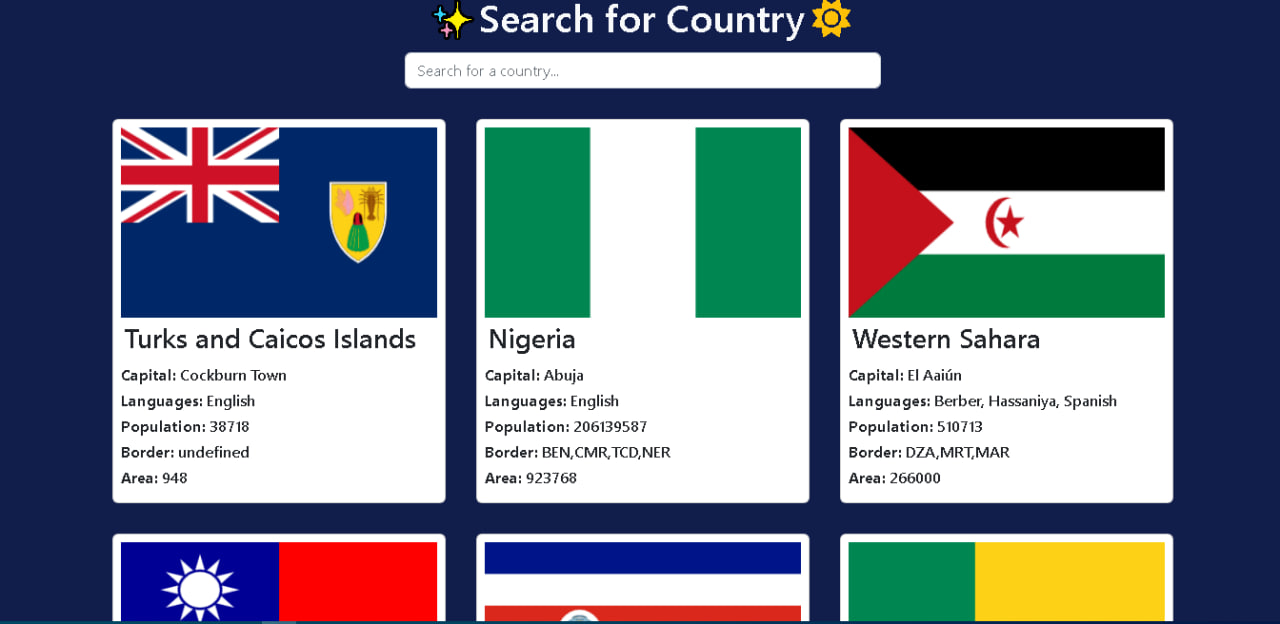 ✨Search for Country🌞
Search for a country...
Turks and Caicos Islands
Capital: Cockburn Town
Languages: English
Population: 38718
Border: undefined
Area: 948
Nigeria
Capital: Abuja
Languages: English
Population: 206139587
Border: BEN,CMR,TCD,NER
Area: 923768
Western Sahara
Capital: El Aaiún
Languages: Berber, Hassaniya, Spanish
Population: 510713
Border: DZA,MRT,MAR
Area: 266000